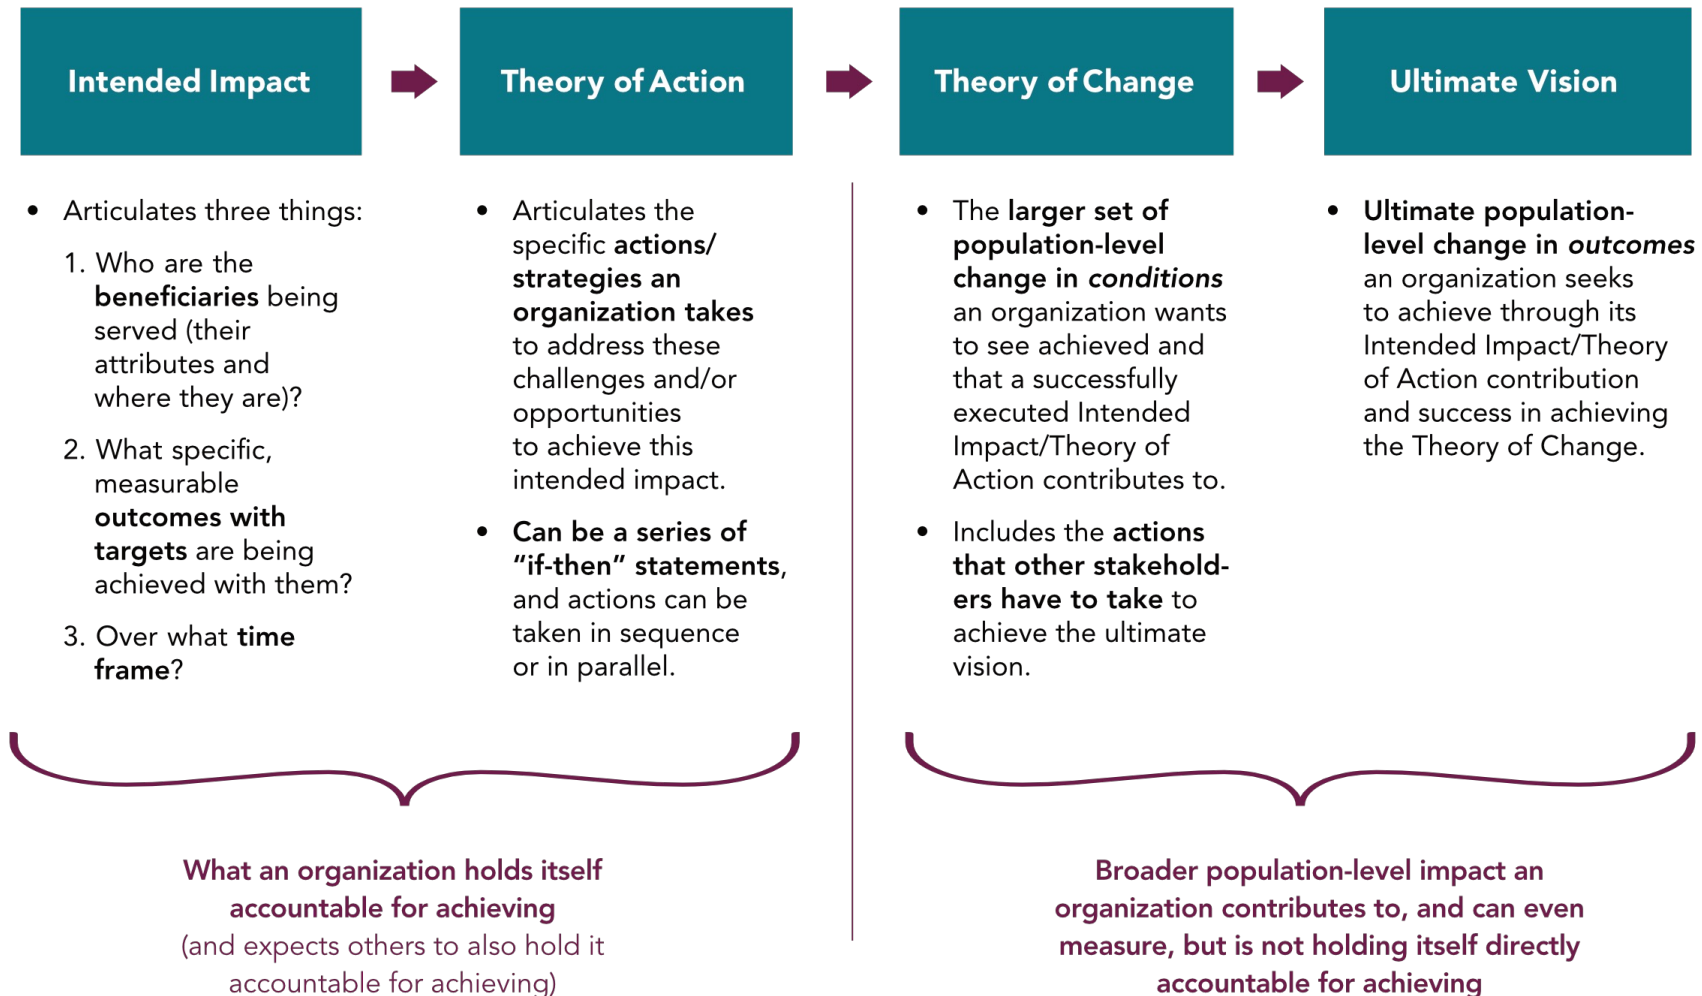 Intended Impact
Theory of Action
Theory of Change
Ultimate Vision
• Articulates three things:
1. Who are the
beneficiaries being
served (their
attributes and
where they are)?
2. What specific,
measurable
outcomes with
targets are being
achieved with them?
3. Over what time
frame?
• Articulates the
specific actions/
strategies an
organization takes
to address these
challenges and/or
opportunities
to achieve this
intended impact.
• Can be a series of
“if-then” statements,
and actions can be
taken in sequence
or in parallel.
• The larger set of
population-level
change in conditions
an organization wants
to see achieved and
that a successfully
executed Intended
Impact/Theory of
Action contributes to.
• Includes the actions
that other stakehold-
ers have to take to
achieve the ultimate
vision.
• Ultimate population-
level change in outcomes
an organization seeks
to achieve through its
Intended Impact/Theory
of Action contribution
and success in achieving
the Theory of Change.
What an organization holds itself
accountable for achieving
(and expects others to also hold it
accountable for achieving)
Broader population-level impact an
organization contributes to, and can even
measure, but is not holding itself directly
accountable for achieving